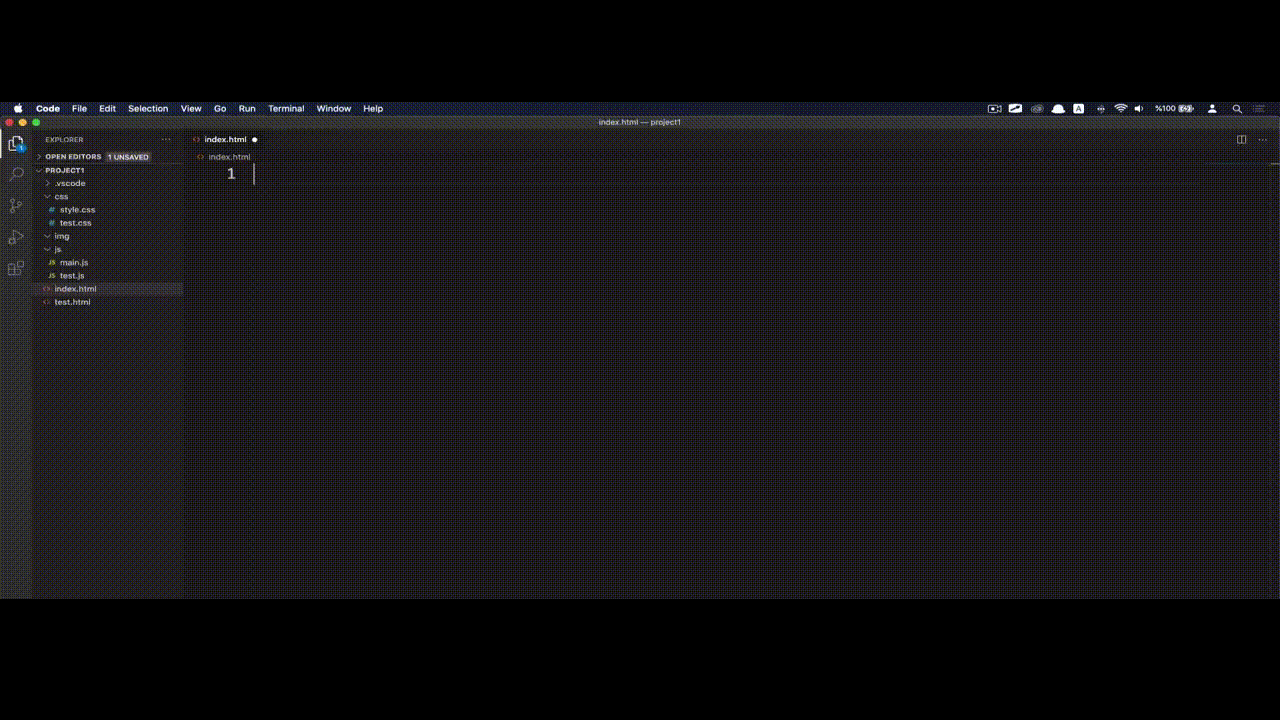 Code File Edit Selection View Go Run Terminal Window Help A %100
index.html — project1
EXPLORER ···
index.html
OPEN EDITORS 1 UNSAVED
index.html
PROJECT1
1
.vscode
css
# style.css
# test.css
img
js
JS main.js
JS test.js
<> index.html
<> test.html